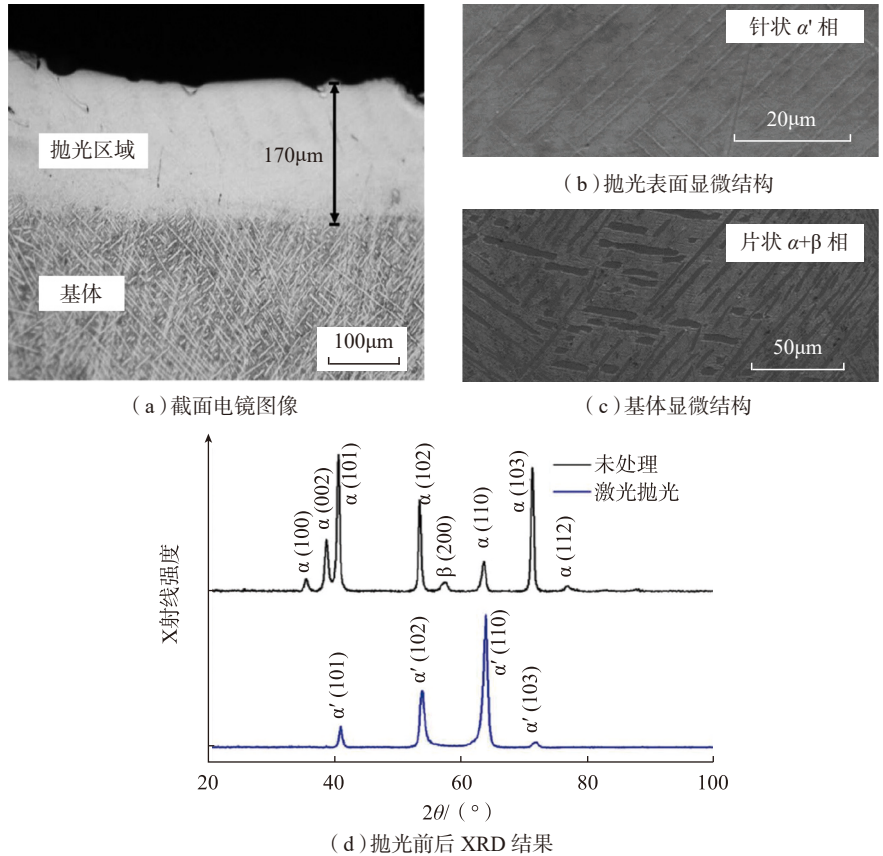 抛光区域
170μm
基体
100μm
(a)截面电镜图像
针状 α' 相
20μm
(b)抛光表面显微结构
片状 α+β 相
50μm
(c)基体显微结构
X射线强度
α (100)
α (002)
α (101)
α (102)
β (200)
α (110)
α (103)
α (112)
未处理
激光抛光
α′ (101)
α′ (102)
α′ (110)
α′ (103)
20 40 60 80 100
2θ/(°)
(d)抛光前后 XRD 结果